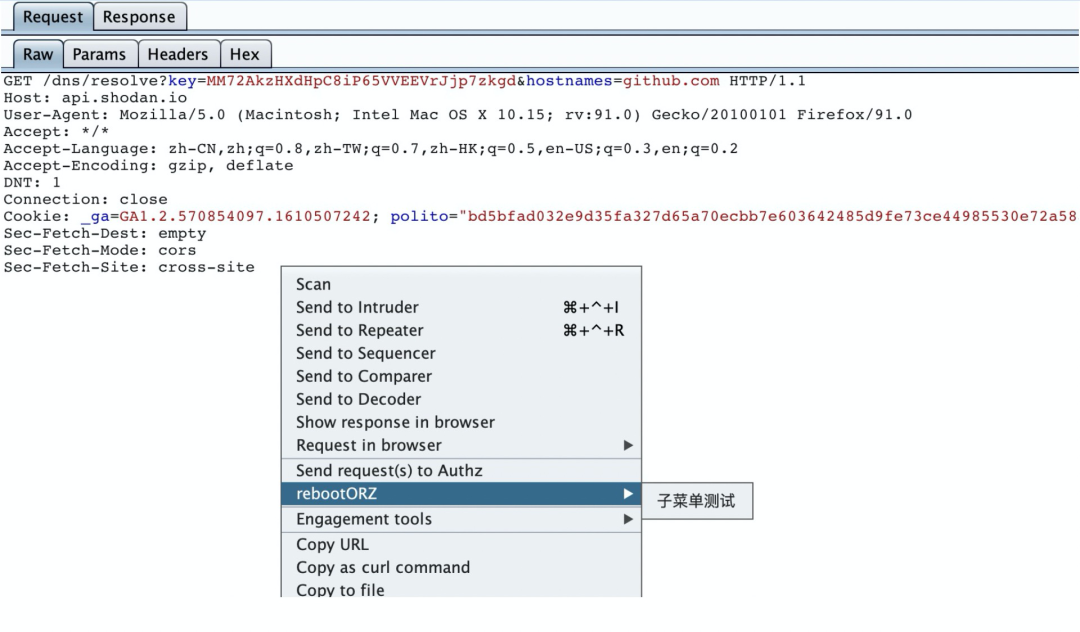 Request Response
Raw Params Headers Hex
GET /dns/resolve?key=MM72AkzHXdHpC8iP65VVEEVrJjp7zkgd&hostnames=github.com HTTP/1.1
Host: api.shodan.io
User-Agent: Mozilla/5.0 (Macintosh; Intel Mac OS X 10.15; rv:91.0) Gecko/20100101 Firefox/91.0
Accept: */*
Accept-Language: zh-CN,zh;q=0.8,zh-TW;q=0.7,zh-HK;q=0.5,en-US;q=0.3,en;q=0.2
Accept-Encoding: gzip, deflate
DNT: 1
Connection: close
Cookie: _ga=GA1.2.570854097.1610507242; polito="bd5bfad032e9d35fa327d65a70ecbb7e603642485d9fe73ce44985530e72a58
Sec-Fetch-Dest: empty
Sec-Fetch-Mode: cors
Sec-Fetch-Site: cross-site
Scan
Send to Intruder ⌘+^+I
Send to Repeater ⌘+^+R
Send to Sequencer
Send to Comparer
Send to Decoder
Show response in browser
Request in browser
Send request(s) to Authz
rebootORZ 子菜单测试
Engagement tools
Copy URL
Copy as curl command
Copy to file